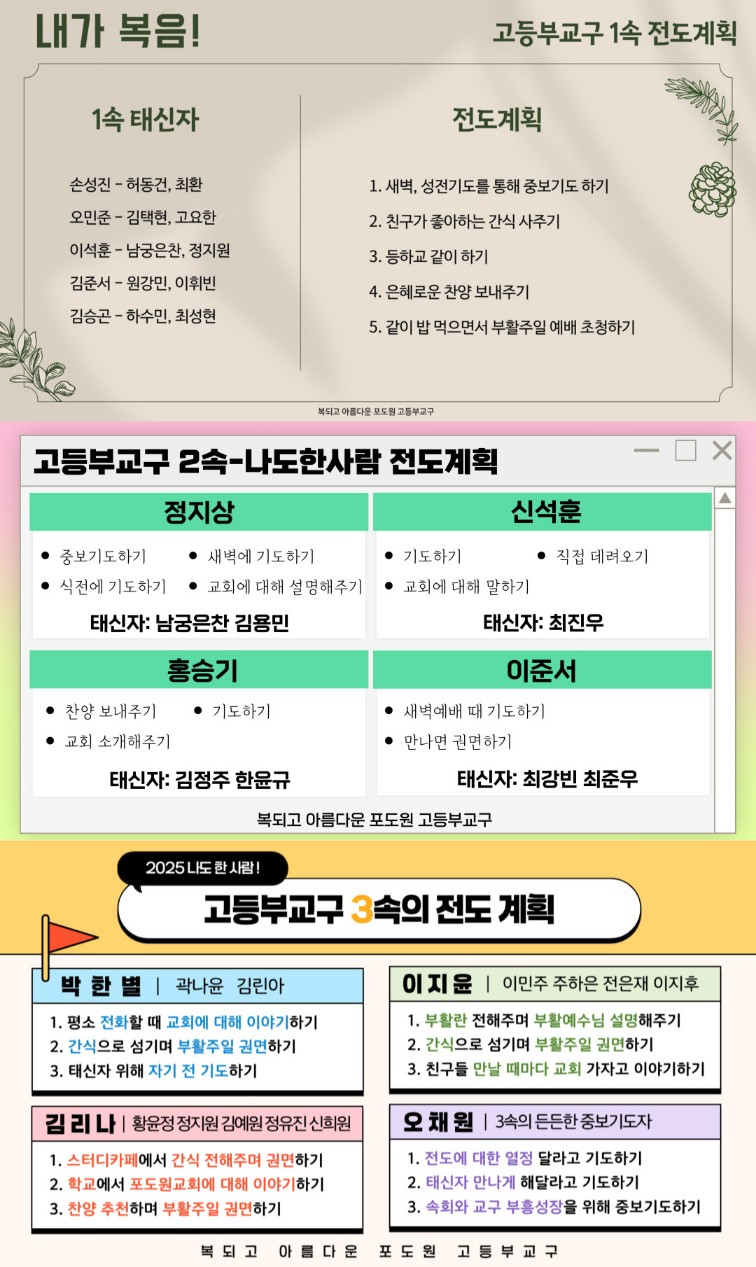 내가 복음!
고등부교구 1속 전도계획
1속 태신자
손성진 – 허동건, 최환
오민준 – 김택현, 고요한
이석훈 – 남궁은찬, 정지원
김준서 – 원강민, 이휘빈
김승곤 – 하수민, 최성현
전도계획
1. 새벽, 성전기도를 통해 중보기도 하기
2. 친구가 좋아하는 간식 사주기
3. 등하교 같이 하기
4. 은혜로운 찬양 보내주기
5. 같이 밥 먹으면서 부활주일 예배 초청하기
복되고 아름다운 포도원 고등부교구
고등부교구 2속-나도한사람 전도계획
정지상
• 중보기도하기 • 새벽에 기도하기
• 식전에 기도하기 • 교회에 대해 설명해주기
태신자: 남궁은찬 김용민
신석훈
• 기도하기 • 직접 데려오기
• 교회에 대해 말하기
태신자: 최진우
홍승기
• 찬양 보내주기 • 기도하기
• 교회 소개해주기
태신자: 김정주 한윤규
이준서
• 새벽예배 때 기도하기
• 만나면 권면하기
태신자: 최강빈 최준우
복되고 아름다운 포도원 고등부교구
2025 나도 한 사람!
고등부교구 3속의 전도 계획
박한별 | 곽나윤 김린아
1. 평소 전화할 때 교회에 대해 이야기하기
2. 간식으로 섬기며 부활주일 권면하기
3. 태신자 위해 자기 전 기도하기
이지윤 | 이민주 주하은 전은재 이지후
1. 부활란 전해주며 부활예수님 설명해주기
2. 간식으로 섬기며 부활주일 권면하기
3. 친구들 만날 때마다 교회 가자고 이야기하기
김리나 | 황윤정 정지원 김예원 정유진 신희원
1. 스터디카페에서 간식 전해주며 권면하기
2. 학교에서 포도원교회에 대해 이야기하기
3. 찬양 추천하며 부활주일 권면하기
오채원 | 3속의 든든한 중보기도자
1. 전도에 대한 열정 달라고 기도하기
2. 태신자 만나게 해달라고 기도하기
3. 속회와 교구 부흥성장을 위해 중보기도하기
복되고 아름다운 포도원 고등부교구